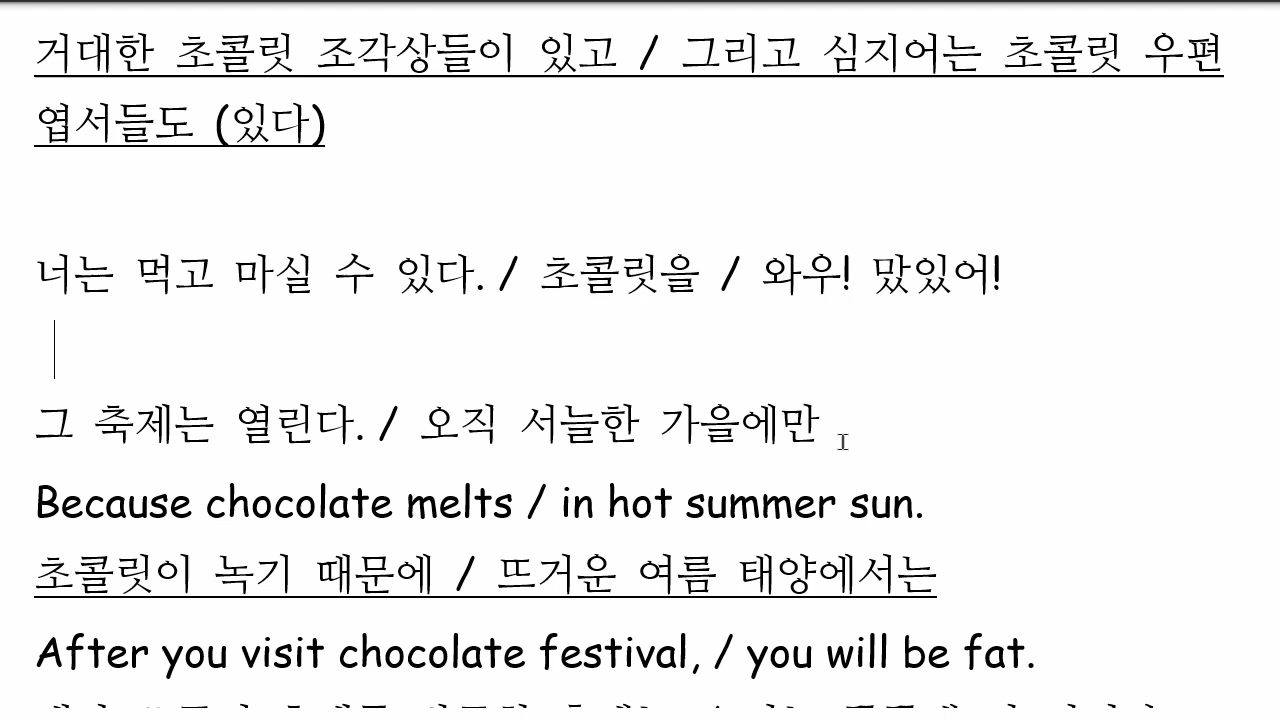 거대한 초콜릿 조각상들이 있고 / 그리고 심지어는 초콜릿 우편
엽서들도 (있다)
너는 먹고 마실 수 있다. / 초콜릿을 / 와우! 맜있어!
그 축제는 열린다. / 오직 서늘한 가을에만
Because chocolate melts / in hot summer sun.
초콜릿이 녹기 때문에 / 뜨거운 여름 태양에서는
After you visit chocolate festival, / you will be fat.